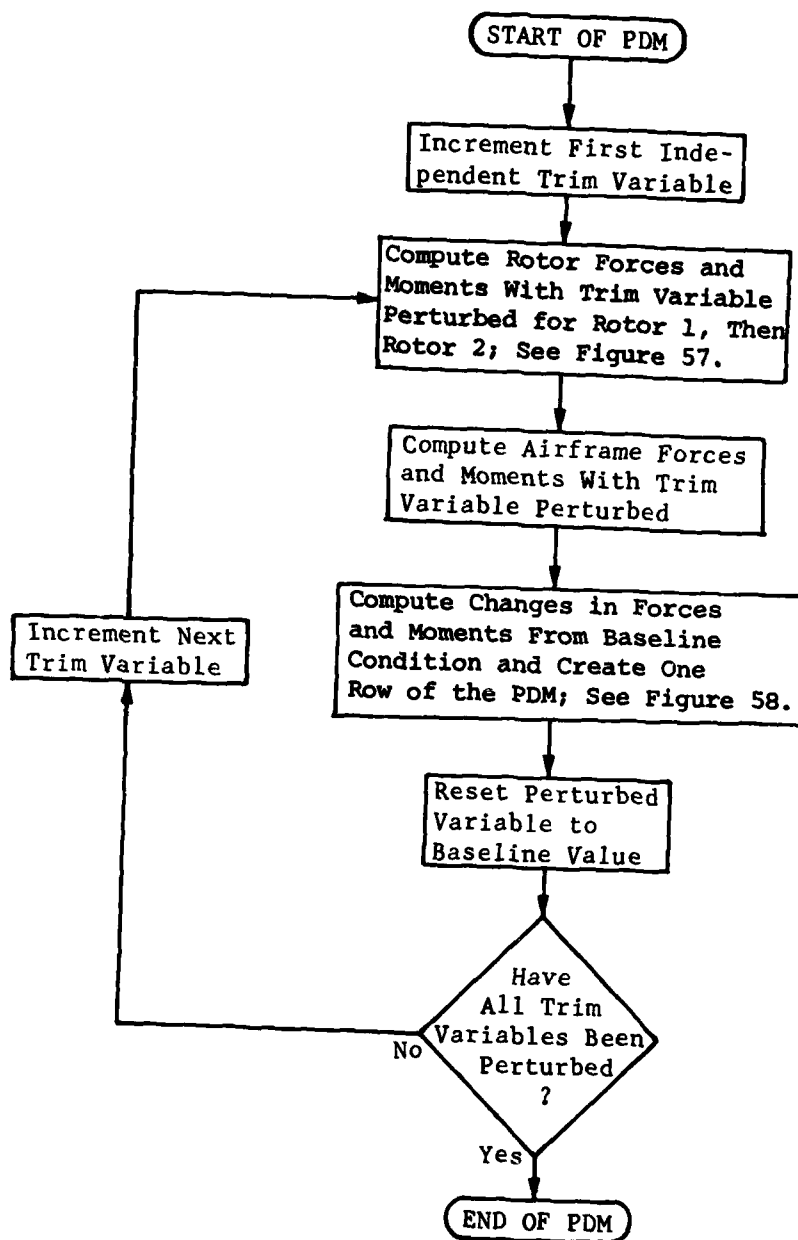 START OF PDM
Increment First Inde-
pendent Trim Variable
Compute Rotor Forces and
Moments With Trim Variable
Perturbed for Rotor 1, Then
Rotor 2; See Figure 57.
Compute Airframe Forces
and Moments With Trim
Variable Perturbed
Compute Changes in Forces
and Moments From Baseline
Condition and Create One
Row of the PDM; See Figure 58.
Increment Next
Trim Variable
Reset Perturbed
Variable to
Baseline Value
Have
All Trim
Variables Been
Perturbed
?
No
Yes
END OF PDM